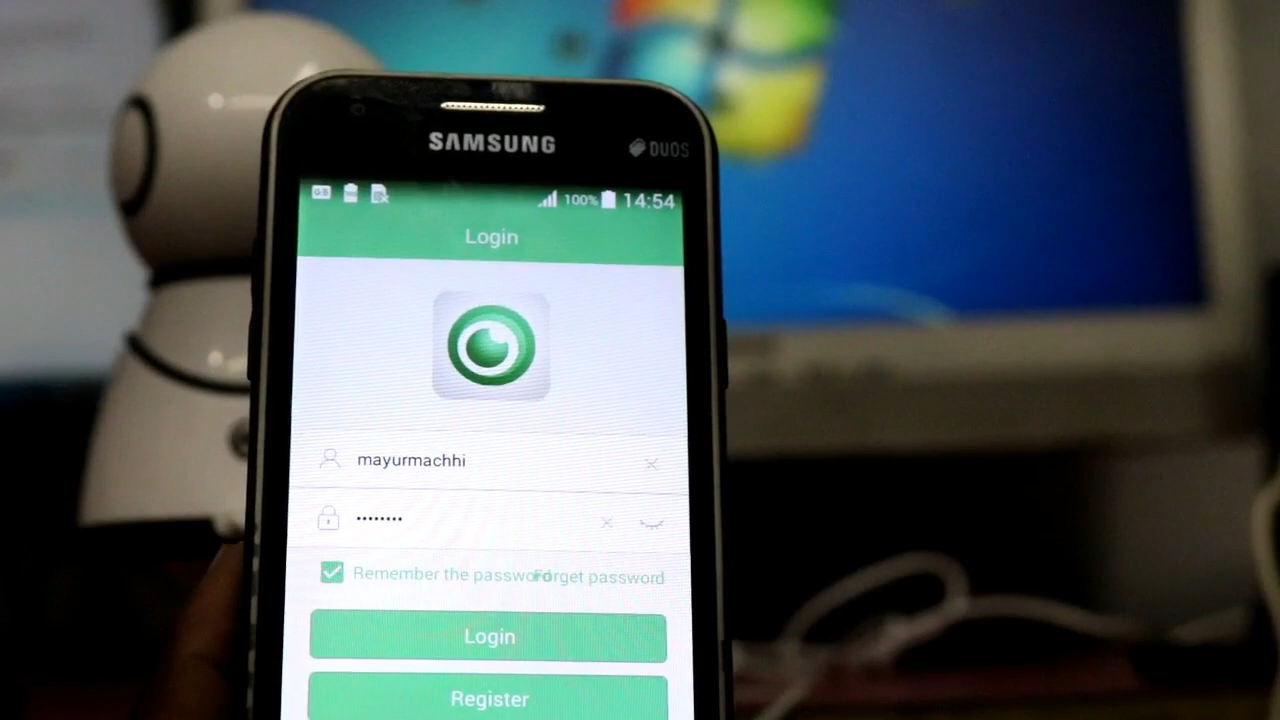 SAMSUNG
DUOS
100% 14:54
Login
mayurmachhi
••••••••
Remember the password
Forget password
Login
Register